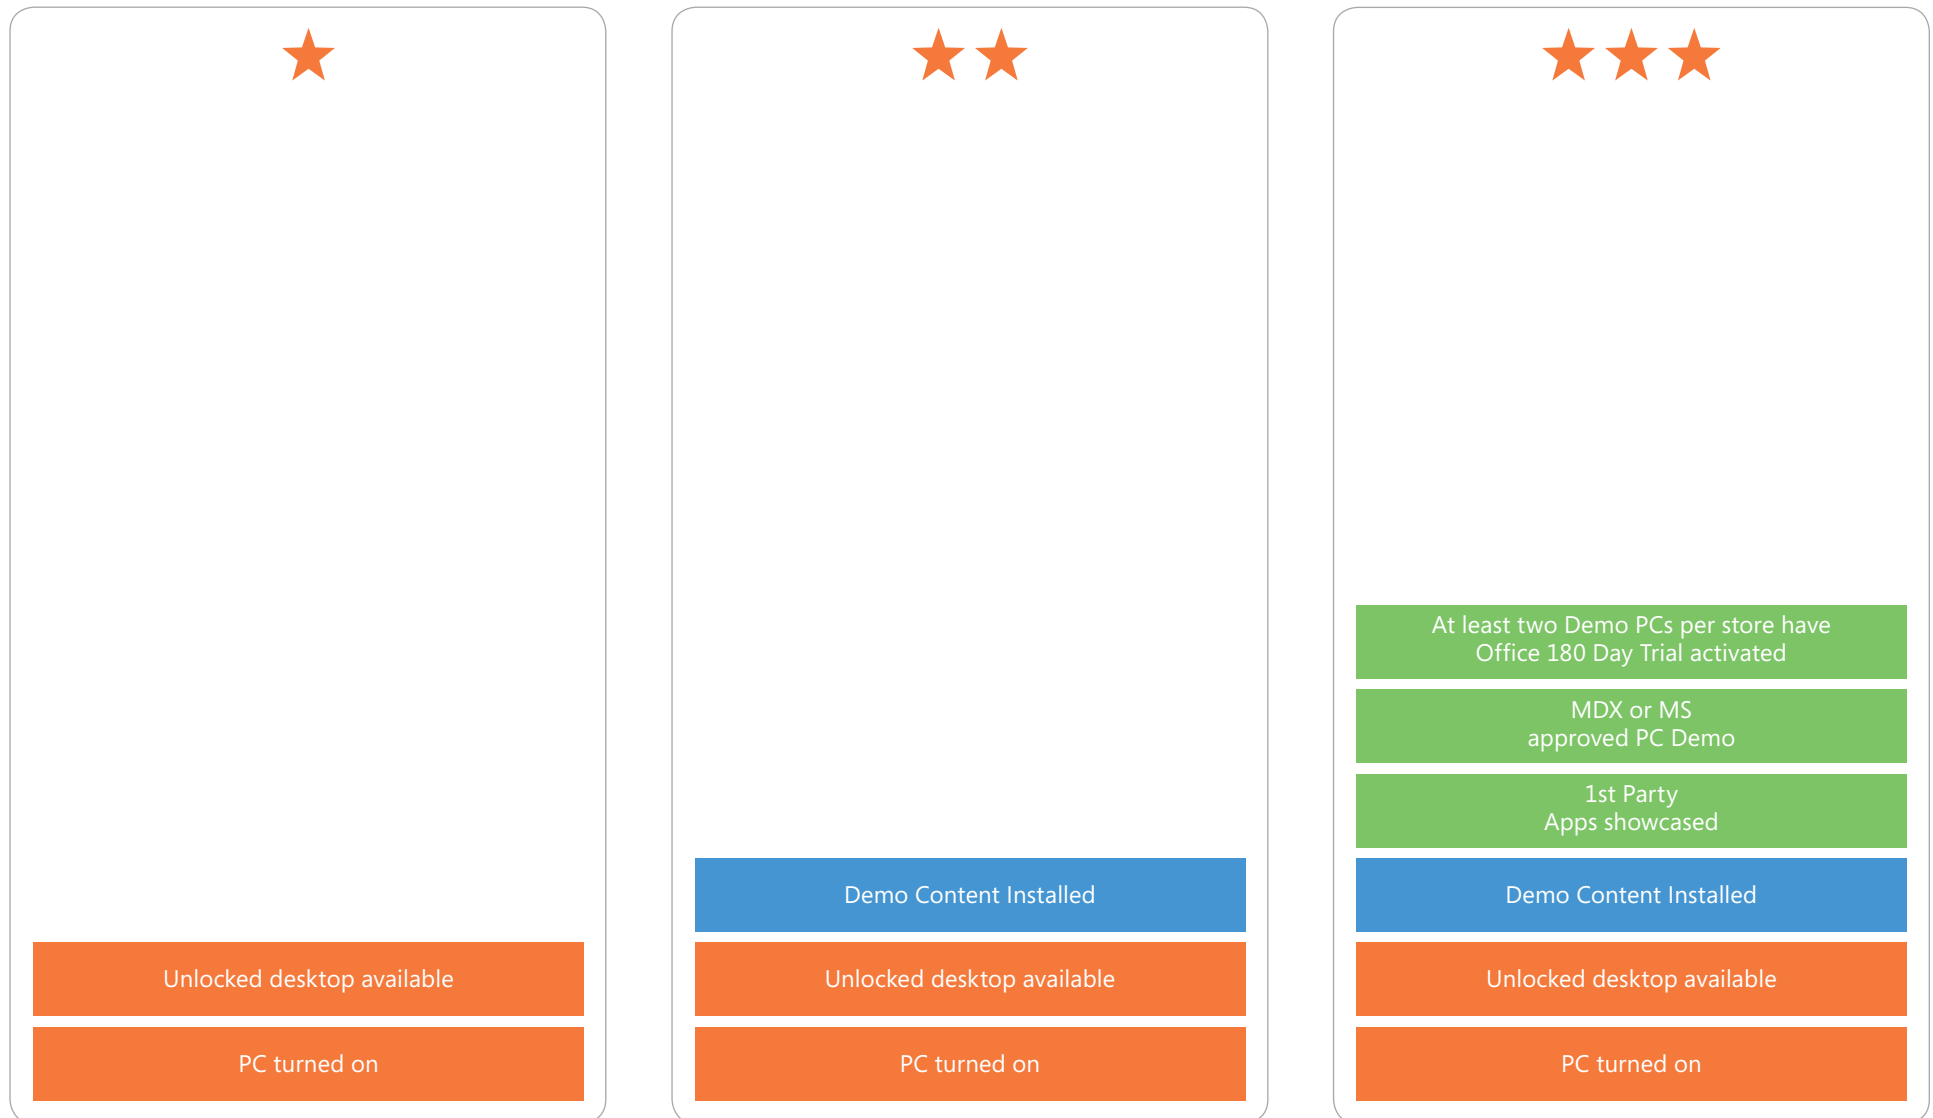 Unlocked desktop available
PC turned on
Demo Content Installed
Unlocked desktop available
PC turned on
At least two Demo PCs per store have
Office 180 Day Trial activated
MDX or MS
approved PC Demo
1st Party
Apps showcased
Demo Content Installed
Unlocked desktop available
PC turned on